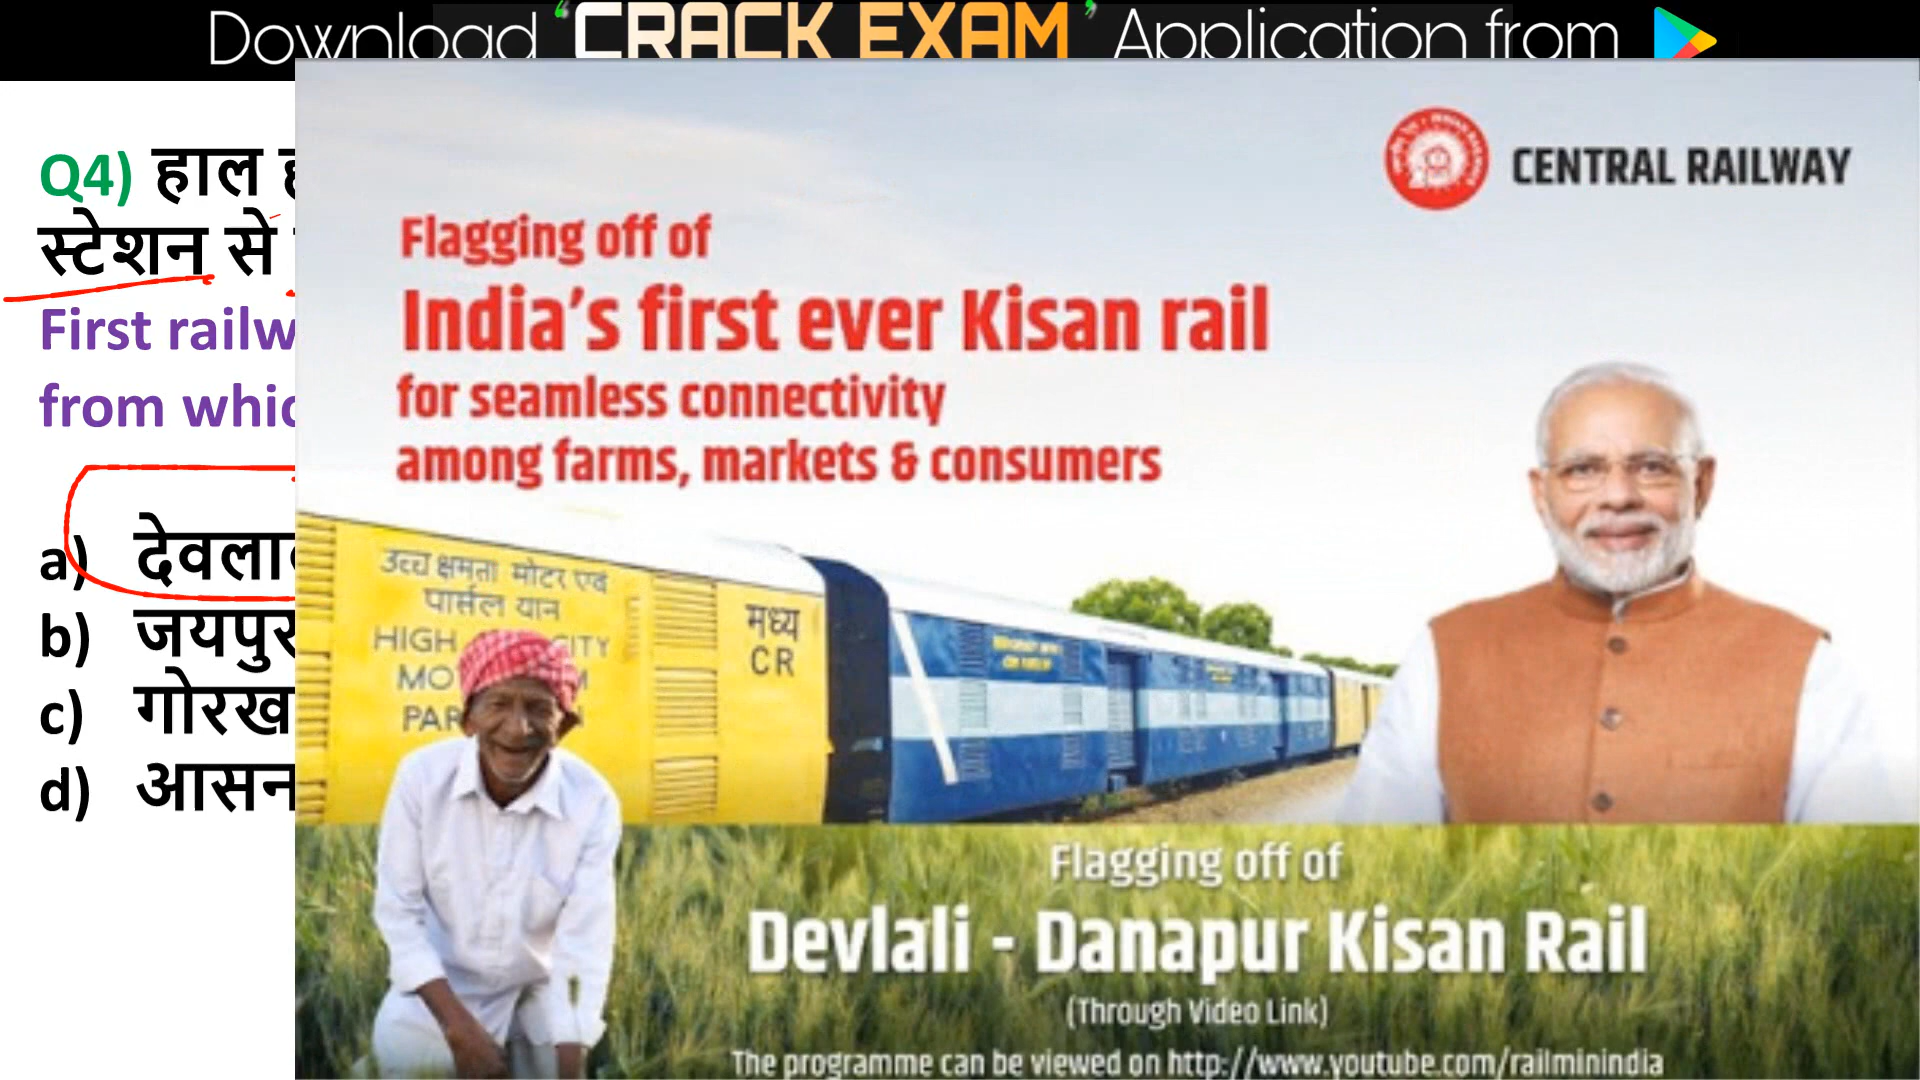 Download ‘CRACK EXAM’ Application from
Q4) हाल
स्टेशन से
First railw
from whic
a) देवला
b) जयपुर
c) गोरख
d) आसन
CENTRAL RAILWAY
Flagging off of
India’s first ever Kisan rail
for seamless connectivity
among farms, markets & consumers
उच्च क्षमता मोटर एवं
पार्सल यान
HIGH CITY
MO M
PAR N
मध्य
CR
Flagging off of
Devlali - Danapur Kisan Rail
(Through Video Link)
The programme can be viewed on http://www.youtube.com/railminindia